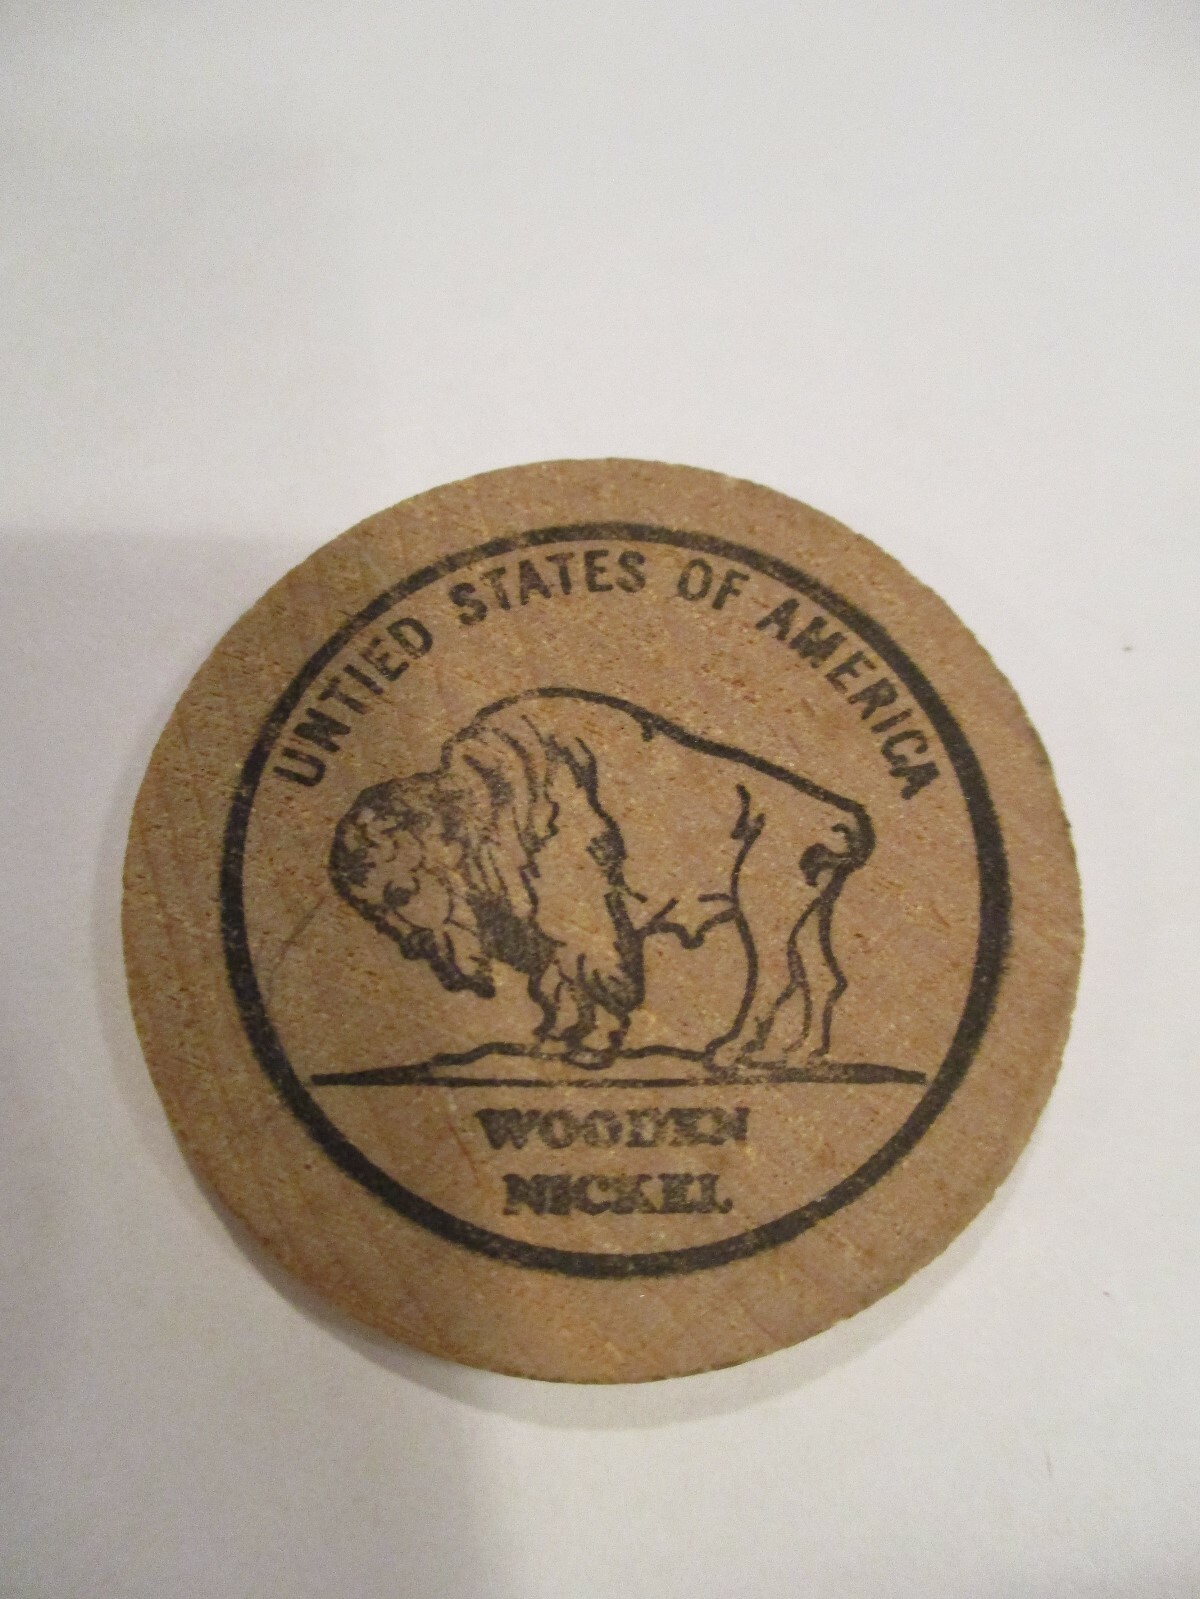 UNTIED STATES OF AMERICA
WOODEN
NICKEL